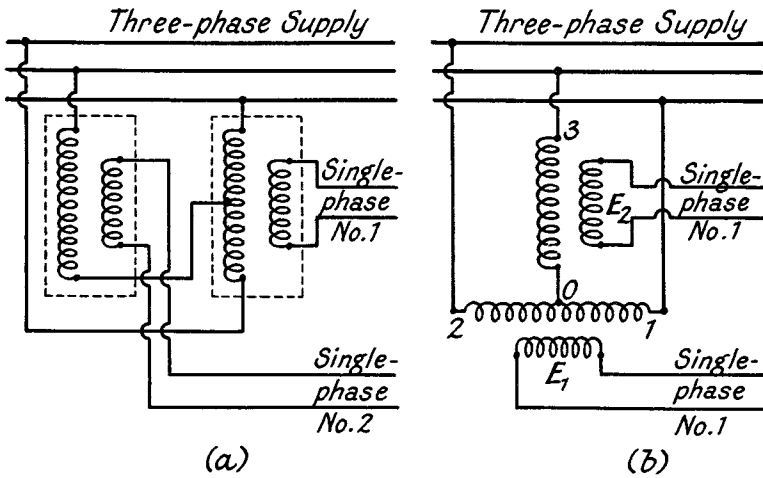 Three-phase Supply
Single-
phase
No.1
Single-
phase
No.2
(a)
Three-phase Supply
3
E2
Single-
phase
No.1
0
2
1
E1
Single-
phase
No.1
(b)